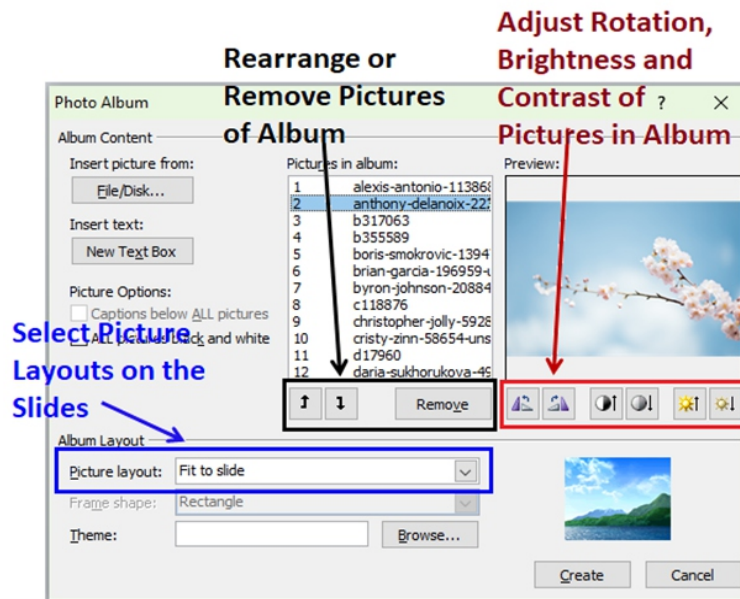 Adjust Rotation,
Brightness and
Contrast of
Pictures in Album
Rearrange or
Remove Pictures
of Album
Photo Album
?
Album Content
Insert picture from:
File/Disk...
Insert text:
New Text Box
Picture Options:
Captions below ALL pictures
ALL pictures black and white
Pictures in album:
1 alexis-antonio-11386
2 anthony-delanoix-22
3 b317063
4 b355589
5 boris-smokrovic-1394
6 brian-garcia-196959-u
7 byron-johnson-20884
8 c118876
9 christopher-jolly-5928
10 cristy-zinn-58654-uns
11 d17960
12 daria-sukhorukova-49
Remove
Preview:
Select Picture
Layouts on the
Slides
Album Layout
Picture layout: Fit to slide
Frame shape: Rectangle
Theme:
Browse...
Create
Cancel